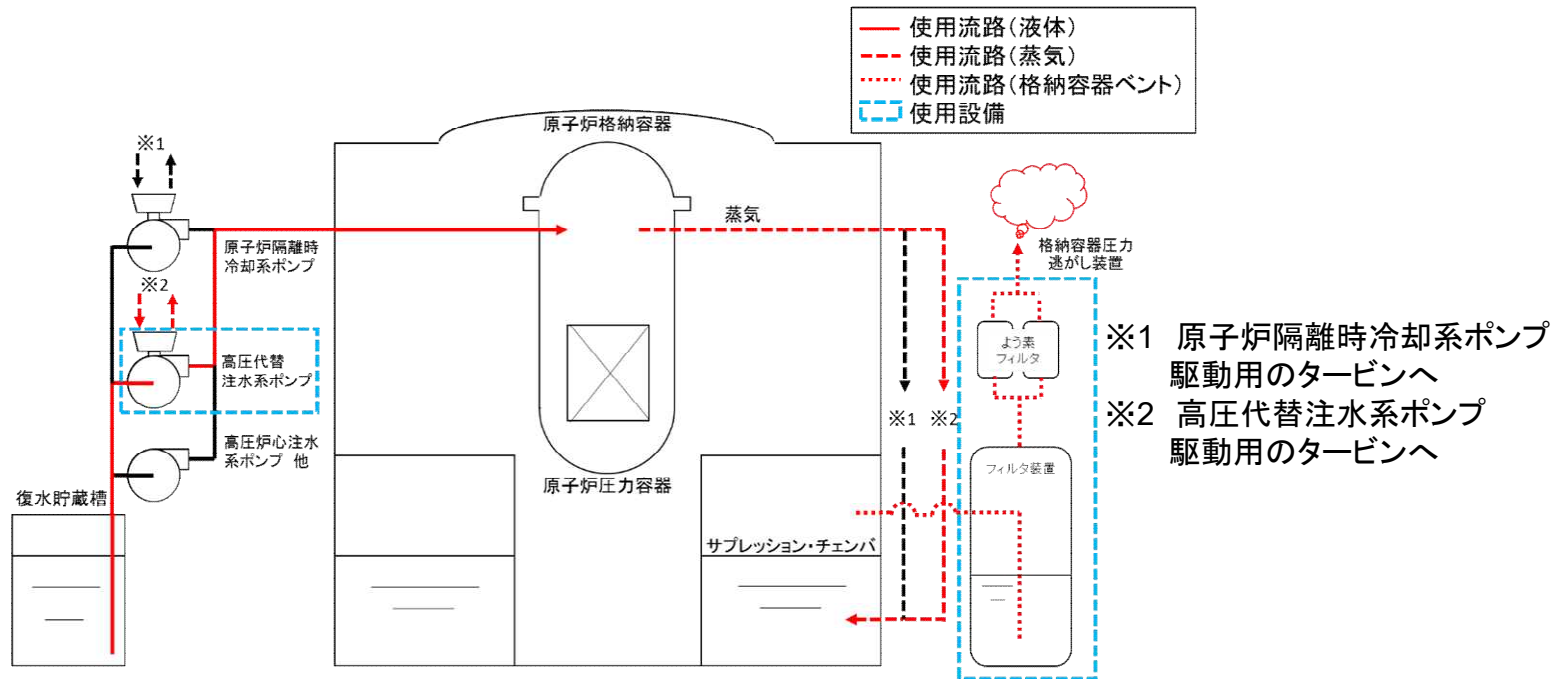 使用流路(液体)
使用流路(蒸気)
使用流路(格納容器ベント)
使用設備
原子炉格納容器
※1
蒸気
原子炉隔離時
冷却系ポンプ
格納容器圧力
逃がし装置
※2
よう素
フィルタ
※1 原子炉隔離時冷却系ポンプ
駆動用のタービンへ
※2 高圧代替注水系ポンプ
駆動用のタービンへ
高圧代替
注水系ポンプ
※1 ※2
高圧炉心注水
系ポンプ 他
フィルタ装置
原子炉圧力容器
復水貯蔵槽
サプレッション・チェンバ